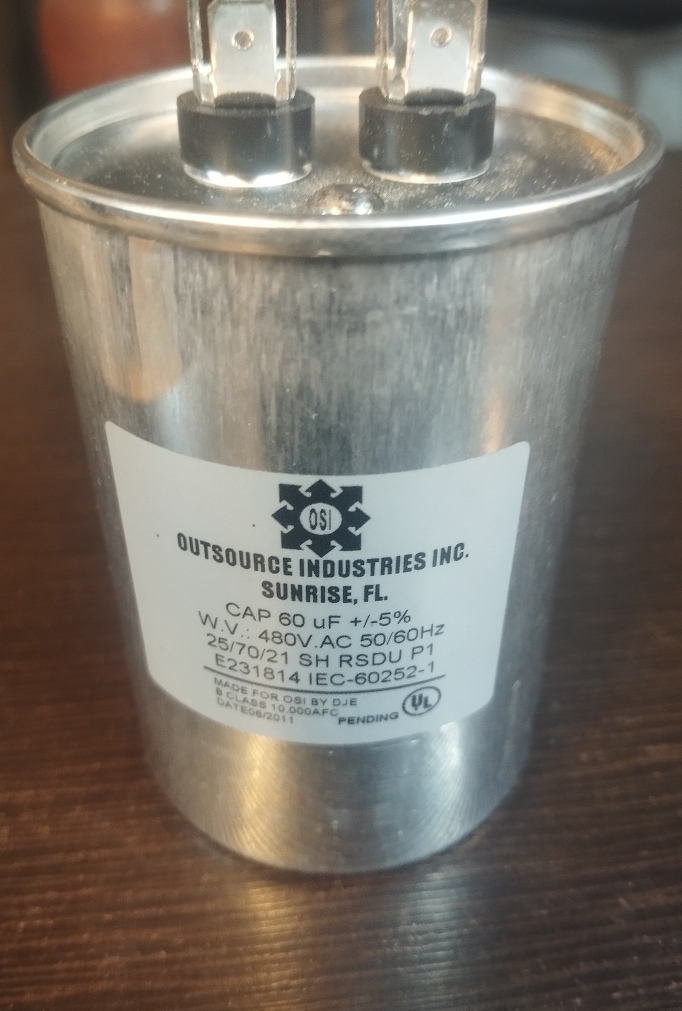 OSI
OUTSOURCE INDUSTRIES INC.
SUNRISE, FL.
CAP 60 uF +/-5%
W.V.: 480V.AC 50/60Hz
25/70/21 SH RSDU P1
E231814 IEC-60252-1
MADE FOR OSI BY DJE
B CLASS 10.000AFC
DATE06/2011
PENDING UL